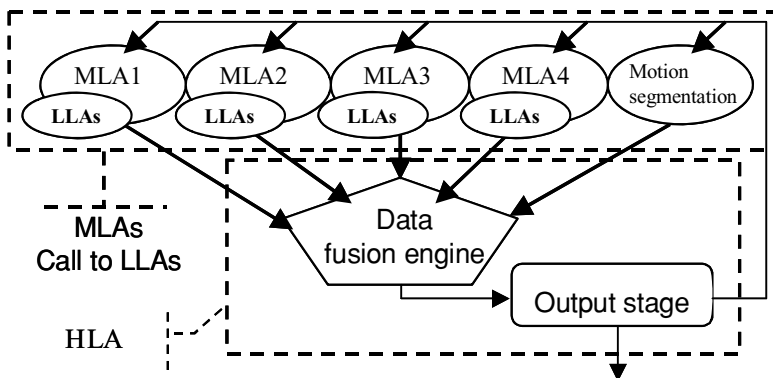 MLA1
MLA2
MLA3
MLA4
Motion
segmentation
LLAs
LLAs
LLAs
LLAs
MLAs
Call to LLAs
Data
fusion engine
Output stage
HLA